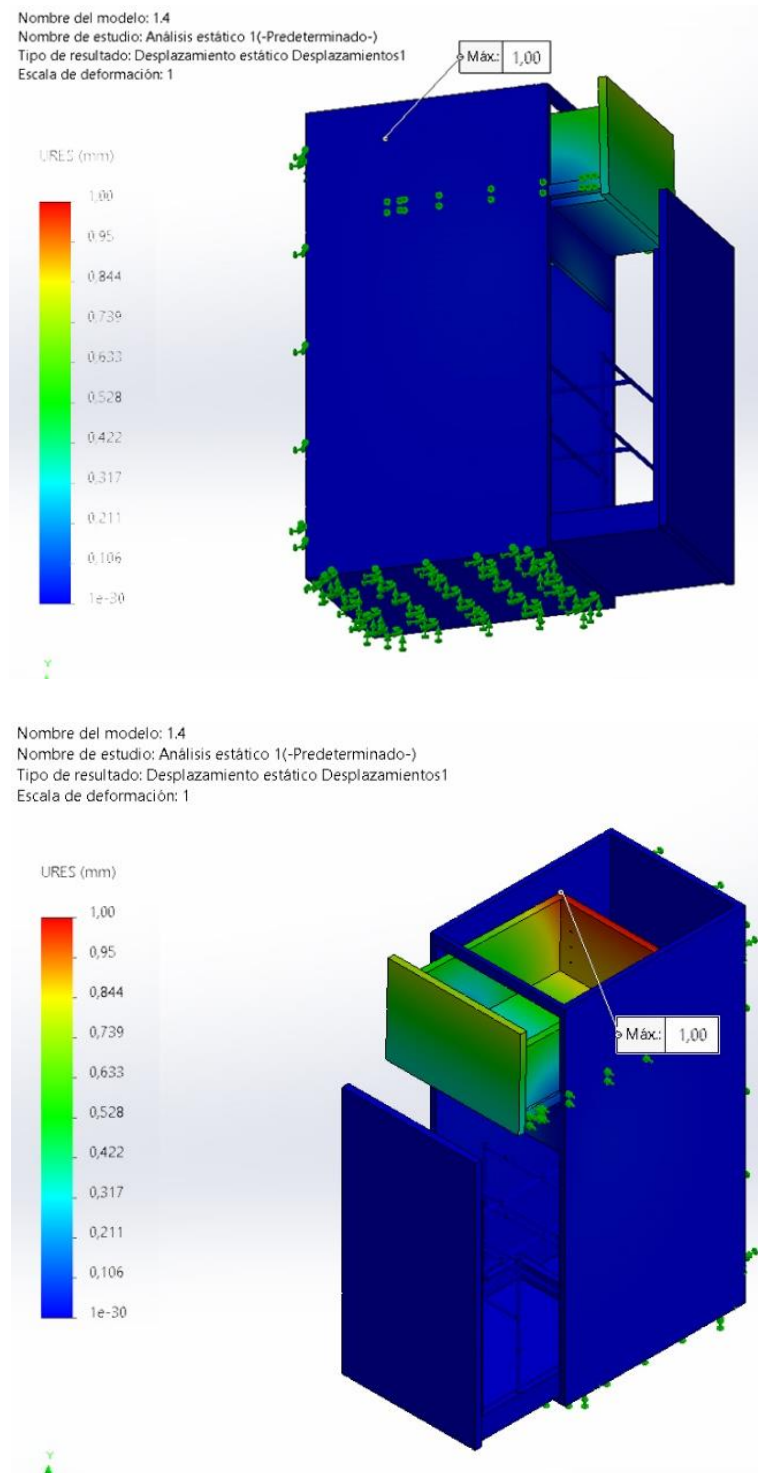 Nombre del modelo: 1.4
Nombre de estudio: Análisis estático 1(-Predeterminado-)
Tipo de resultado: Desplazamiento estático Desplazamientos1
Escala de deformación: 1
Máx.: 1,00
URES (mm)
1,00
0,95
0,844
0,739
0,633
0,528
0,422
0,317
0,211
0,106
1e-30
Y
Nombre del modelo: 1.4
Nombre de estudio: Análisis estático 1(-Predeterminado-)
Tipo de resultado: Desplazamiento estático Desplazamientos1
Escala de deformación: 1
URES (mm)
1,00
0,95
0,844
0,739
0,633
0,528
0,422
0,317
0,211
0,106
1e-30
Máx.: 1,00
Y